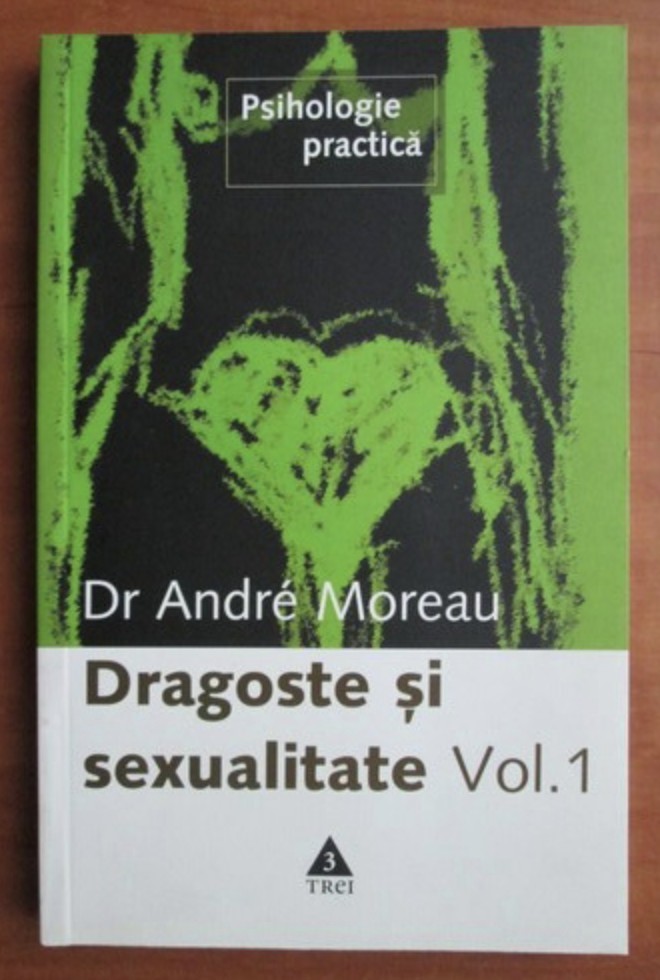 Psihologie
practică
Dr André Moreau
Dragoste și
sexualitate Vol.1
3
TREI